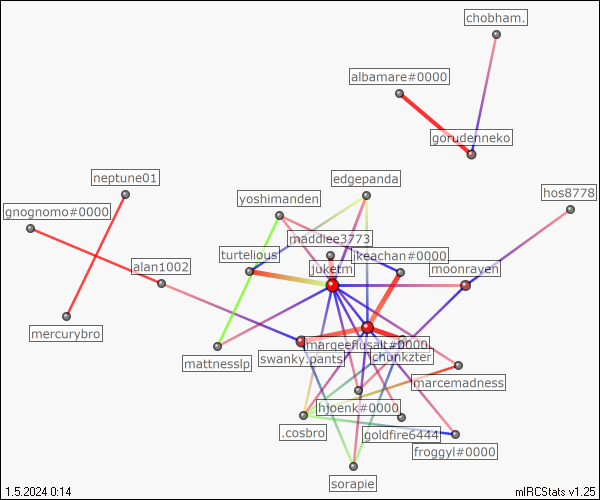 chobham.
albamare#0000
gorudenneko
neptune01
edgepanda
hos8778
yoshimanden
gnognomo#0000
maddiee3773
turtelious
jkeachan#0000
alan1002
juketm
moonraven
mercurybro
margeeflusalt#0000
mattnesslp
swanky.pants
chunkzter
marcemadness
hjoenk#0000
.cosbro
goldfire6444
froggyl#0000
sorapie
1.5.2024 0:14
mIRCStats v1.25